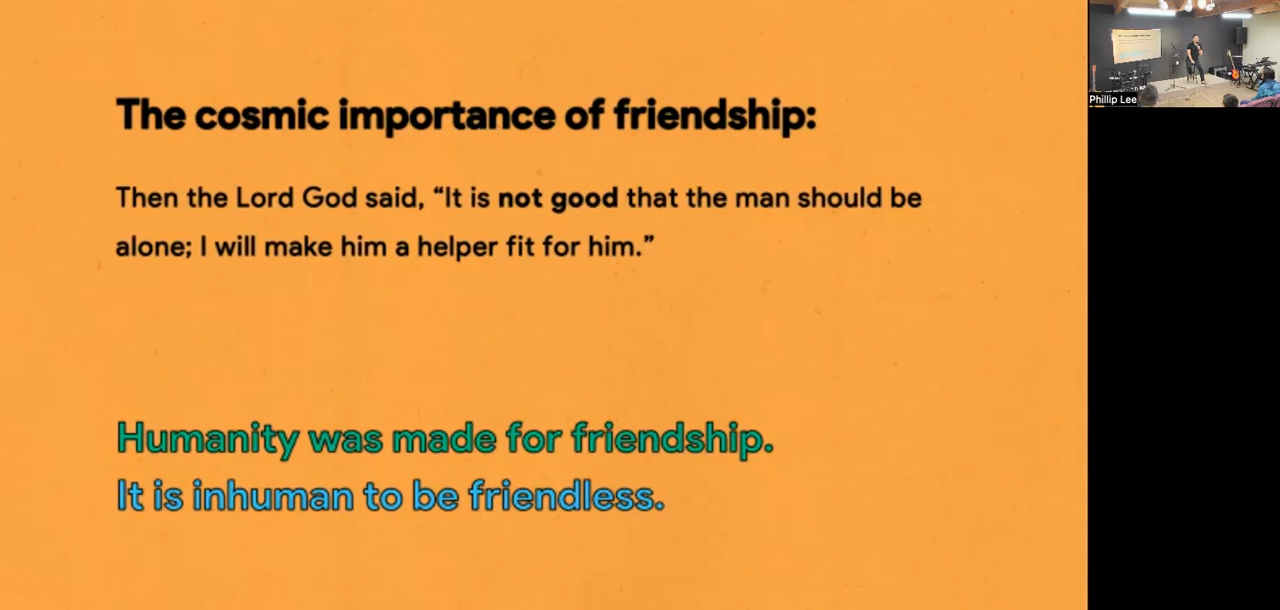 The cosmic importance of friendship:
Then the Lord God said, “It is not good that the man should be
alone; I will make him a helper fit for him.”
Humanity was made for friendship.
It is inhuman to be friendless.
Phillip Lee